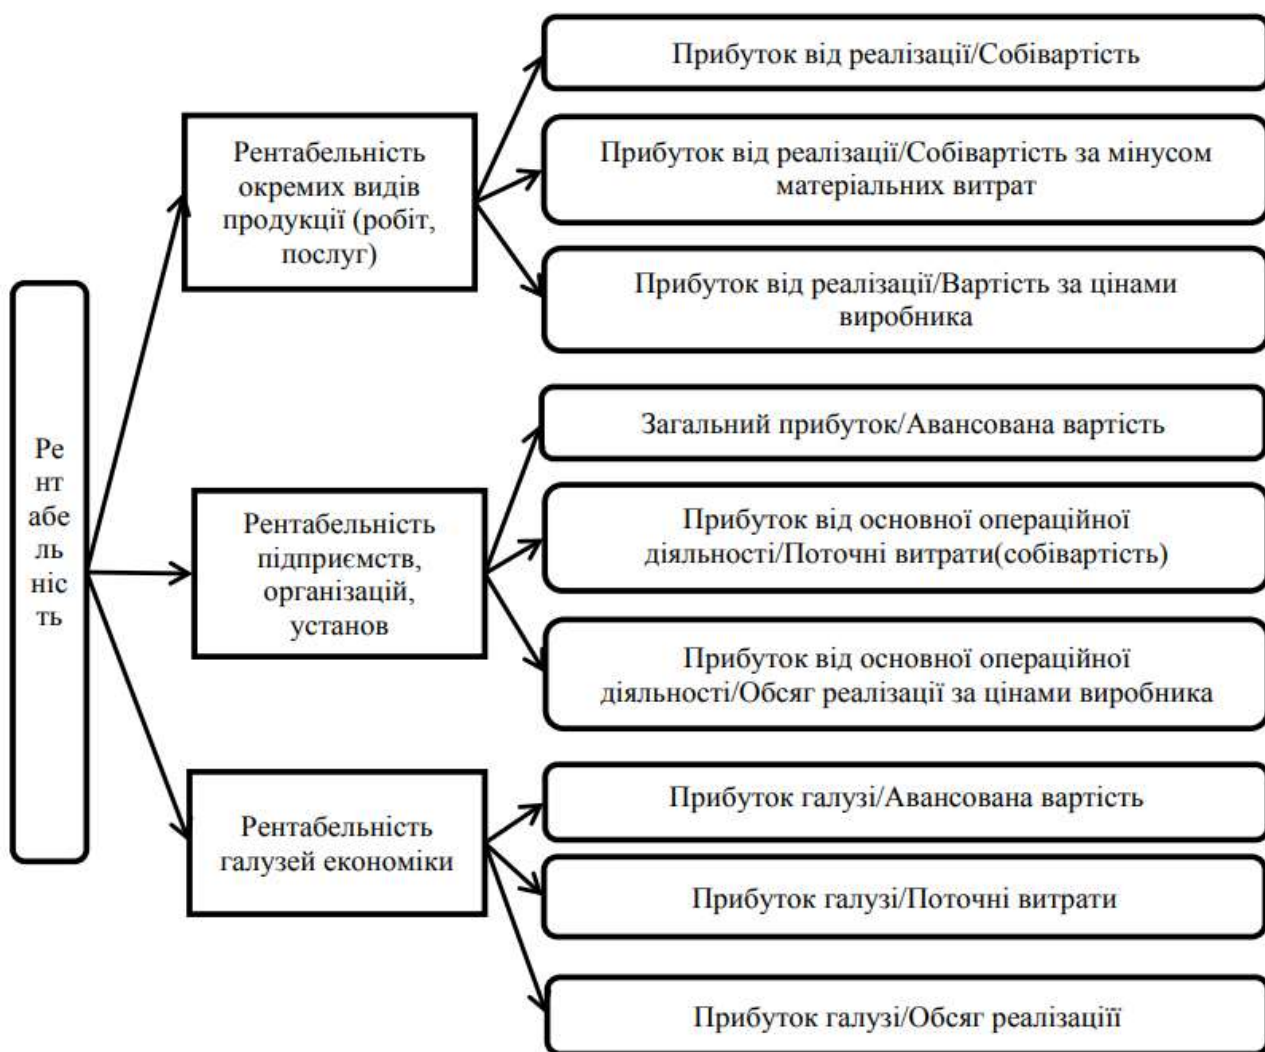 Прибуток від реалізації/Собівартість
Рентабельність
окремих видів
продукції (робіт,
послуг)
Прибуток від реалізації/Собівартість за мінусом
матеріальних витрат
Прибуток від реалізації/Вартість за цінами
виробника
Ре
нт
абе
ль
ніс
ть
Загальний прибуток/Авансована вартість
Рентабельність
підприємств,
організацій,
установ
Прибуток від основної операційної
діяльності/Поточні витрати(собівартість)
Прибуток від основної операційної
діяльності/Обсяг реалізації за цінами виробника
Рентабельність
галузей економіки
Прибуток галузі/Авансована вартість
Прибуток галузі/Поточні витрати
Прибуток галузі/Обсяг реалізаціїї